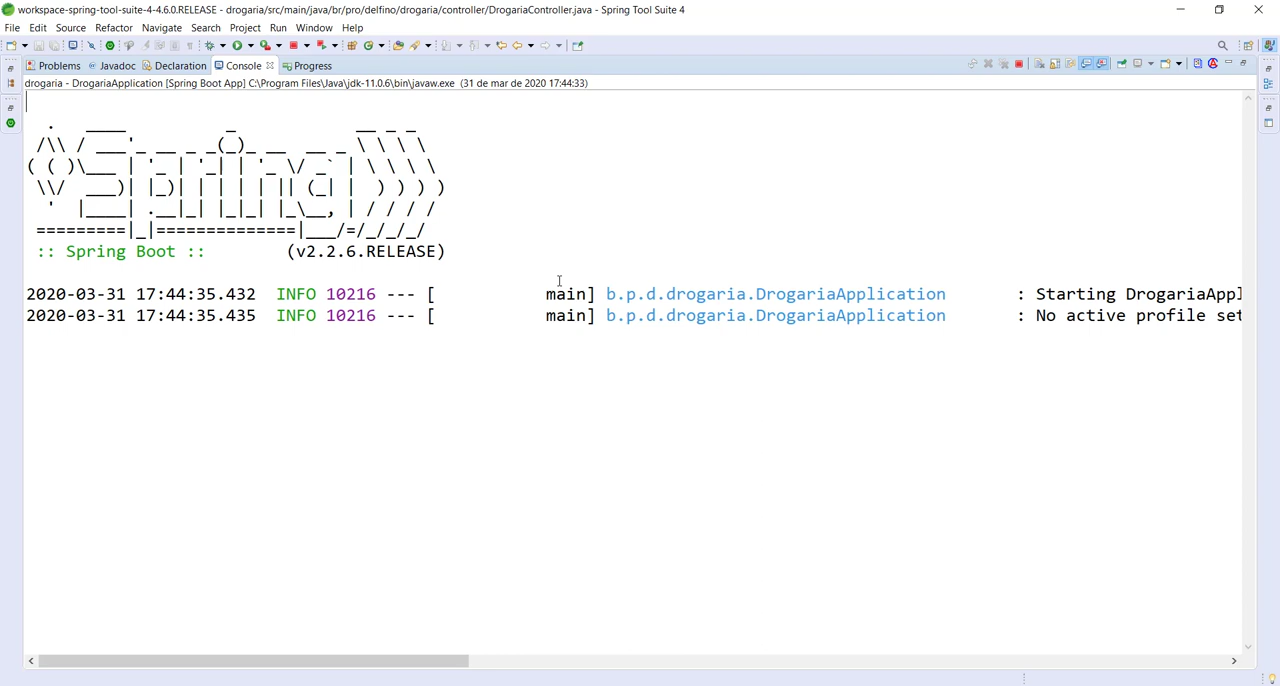 workspace-spring-tool-suite-4-4.6.0.RELEASE - drogaria/src/main/java/br/pro/delfino/drogaria/controller/DrogariaController.java - Spring Tool Suite 4
File Edit Source Refactor Navigate Search Project Run Window Help
Problems Javadoc Declaration Console Progress
drogaria - DrogariaApplication [Spring Boot App] C:\Program Files\Java\jdk-11.0.6\bin\javaw.exe (31 de mar de 2020 17:44:33)
Spring
:: Spring Boot :: (v2.2.6.RELEASE)
2020-03-31 17:44:35.432 INFO 10216 --- [ main] b.p.d.drogaria.DrogariaApplication : Starting DrogariaAppl
2020-03-31 17:44:35.435 INFO 10216 --- [ main] b.p.d.drogaria.DrogariaApplication : No active profile set